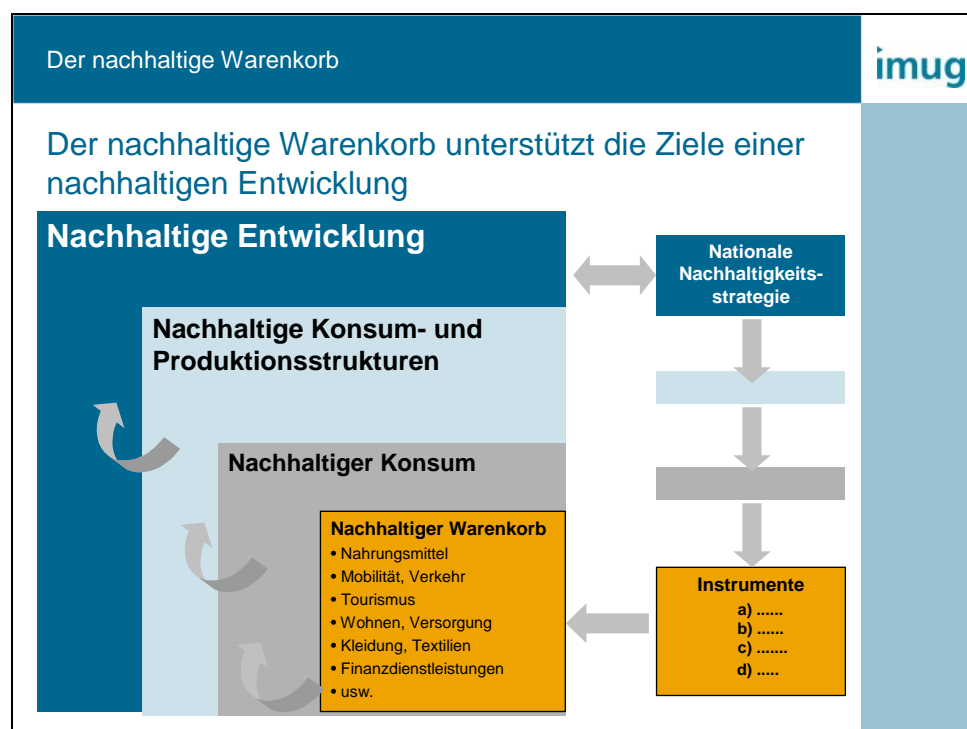 Der nachhaltige Warenkorb
imug
Der nachhaltige Warenkorb unterstützt die Ziele einer
nachhaltigen Entwicklung
Nachhaltige Entwicklung
Nachhaltige Konsum- und
Produktionsstrukturen
Nachhaltiger Konsum
Nachhaltiger Warenkorb
• Nahrungsmittel
• Mobilität, Verkehr
• Tourismus
• Wohnen, Versorgung
• Kleidung, Textilien
• Finanzdienstleistungen
• usw.
Nationale
Nachhaltigkeits-
strategie
Instrumente
a) ......
b) ......
c) .......
d) .....